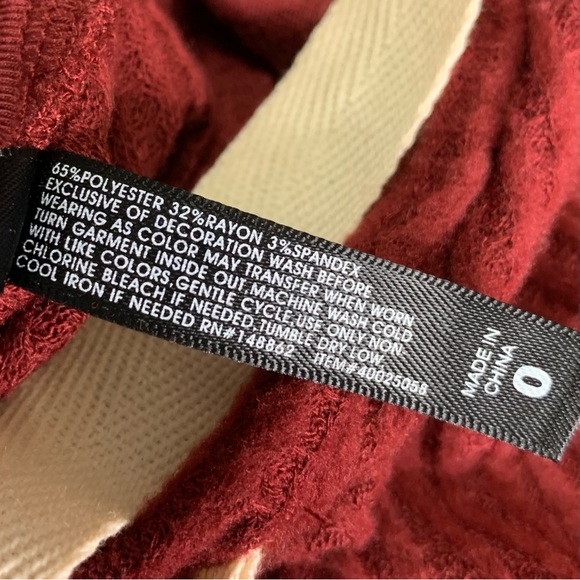 65%POLYESTER 32%RAYON 3%SPANDEX
EXCLUSIVE OF DECORATION WASH BEFORE
WEARING AS COLOR MAY TRANSFER WHEN WORN
TURN GARMENT INSIDE OUT MACHINE WASH COLD
WITH LIKE COLORS,GENTLE CYCLE,USE ONLY NON-
CHLORINE BLEACH IF NEEDED.TUMBLE DRY LOW
COOL IRON IF NEEDED RN#148862 ITEM#40025058
MADE IN
CHINA
0